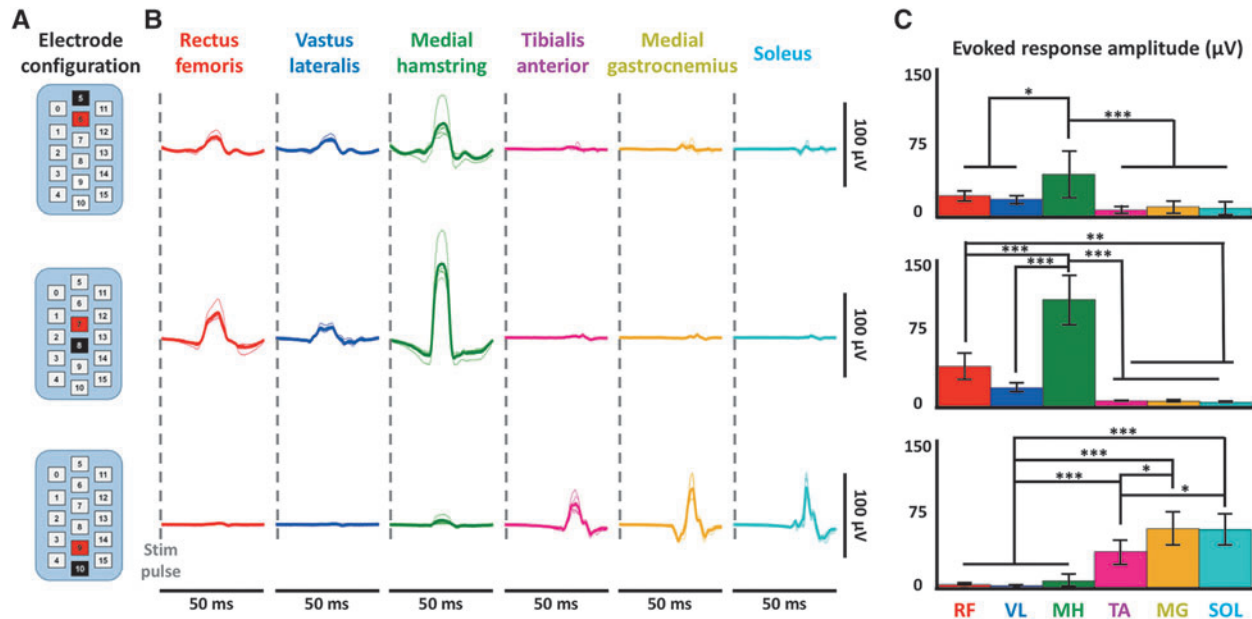 A
B
C
Electrode
configuration
Rectus
femoris
Vastus
lateralis
Medial
hamstring
Tibialis
anterior
Medial
gastrocnemius
Soleus
Evoked response amplitude (µV)
5
0 11
6
1 12
7
2 13
8
3 14
9
4 15
10
100 µV
150
75
0
*
***
5
0 11
6
1 12
7
2 13
8
3 14
9
4 15
10
100 µV
150
75
0
**
***
*** ***
5
0 11
6
1 12
7
2 13
8
3 14
9
4 15
10
100 µV
150
75
0
***
***
*** *
*
Stim
pulse
50 ms 50 ms 50 ms 50 ms 50 ms 50 ms
RF VL MH TA MG SOL